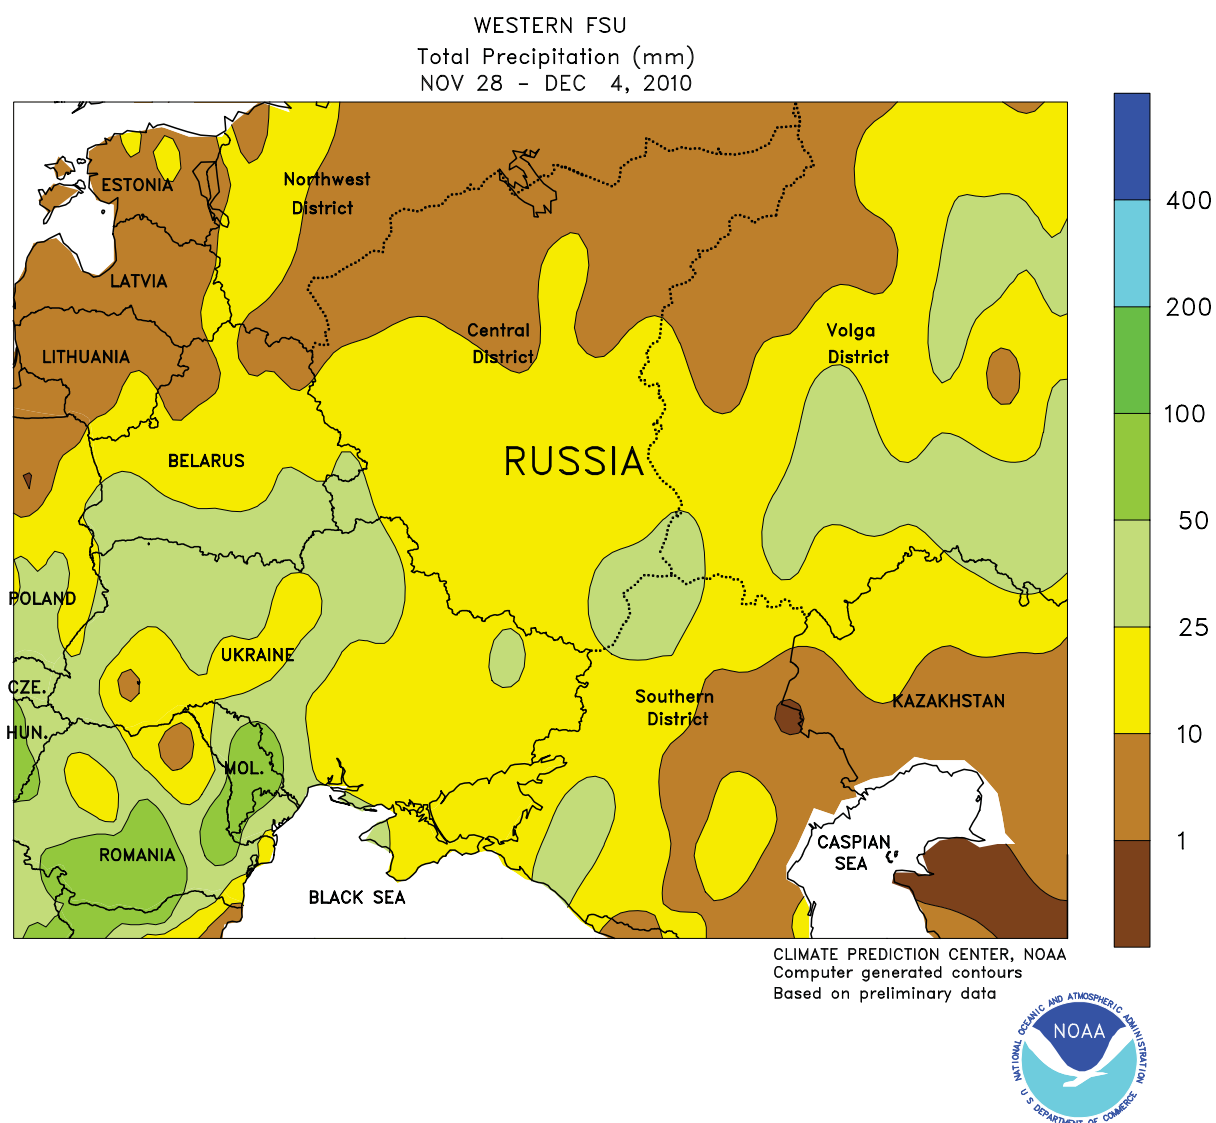 WESTERN FSU
Total Precipitation (mm)
NOV 28 - DEC 4, 2010
ESTONIA
Northwest
District
LATVIA
LITHUANIA
Central
District
Volga
District
BELARUS
RUSSIA
POLAND
UKRAINE
CZE.
Southern
District
KAZAKHSTAN
HUN.
MOL.
ROMANIA
CASPIAN
SEA
BLACK SEA
400
200
100
50
25
10
1
CLIMATE PREDICTION CENTER, NOAA
Computer generated contours
Based on preliminary data
NATIONAL OCEANIC AND ATMOSPHERIC ADMINISTRATION
NOAA
U S DEPARTMENT OF COMMERCE